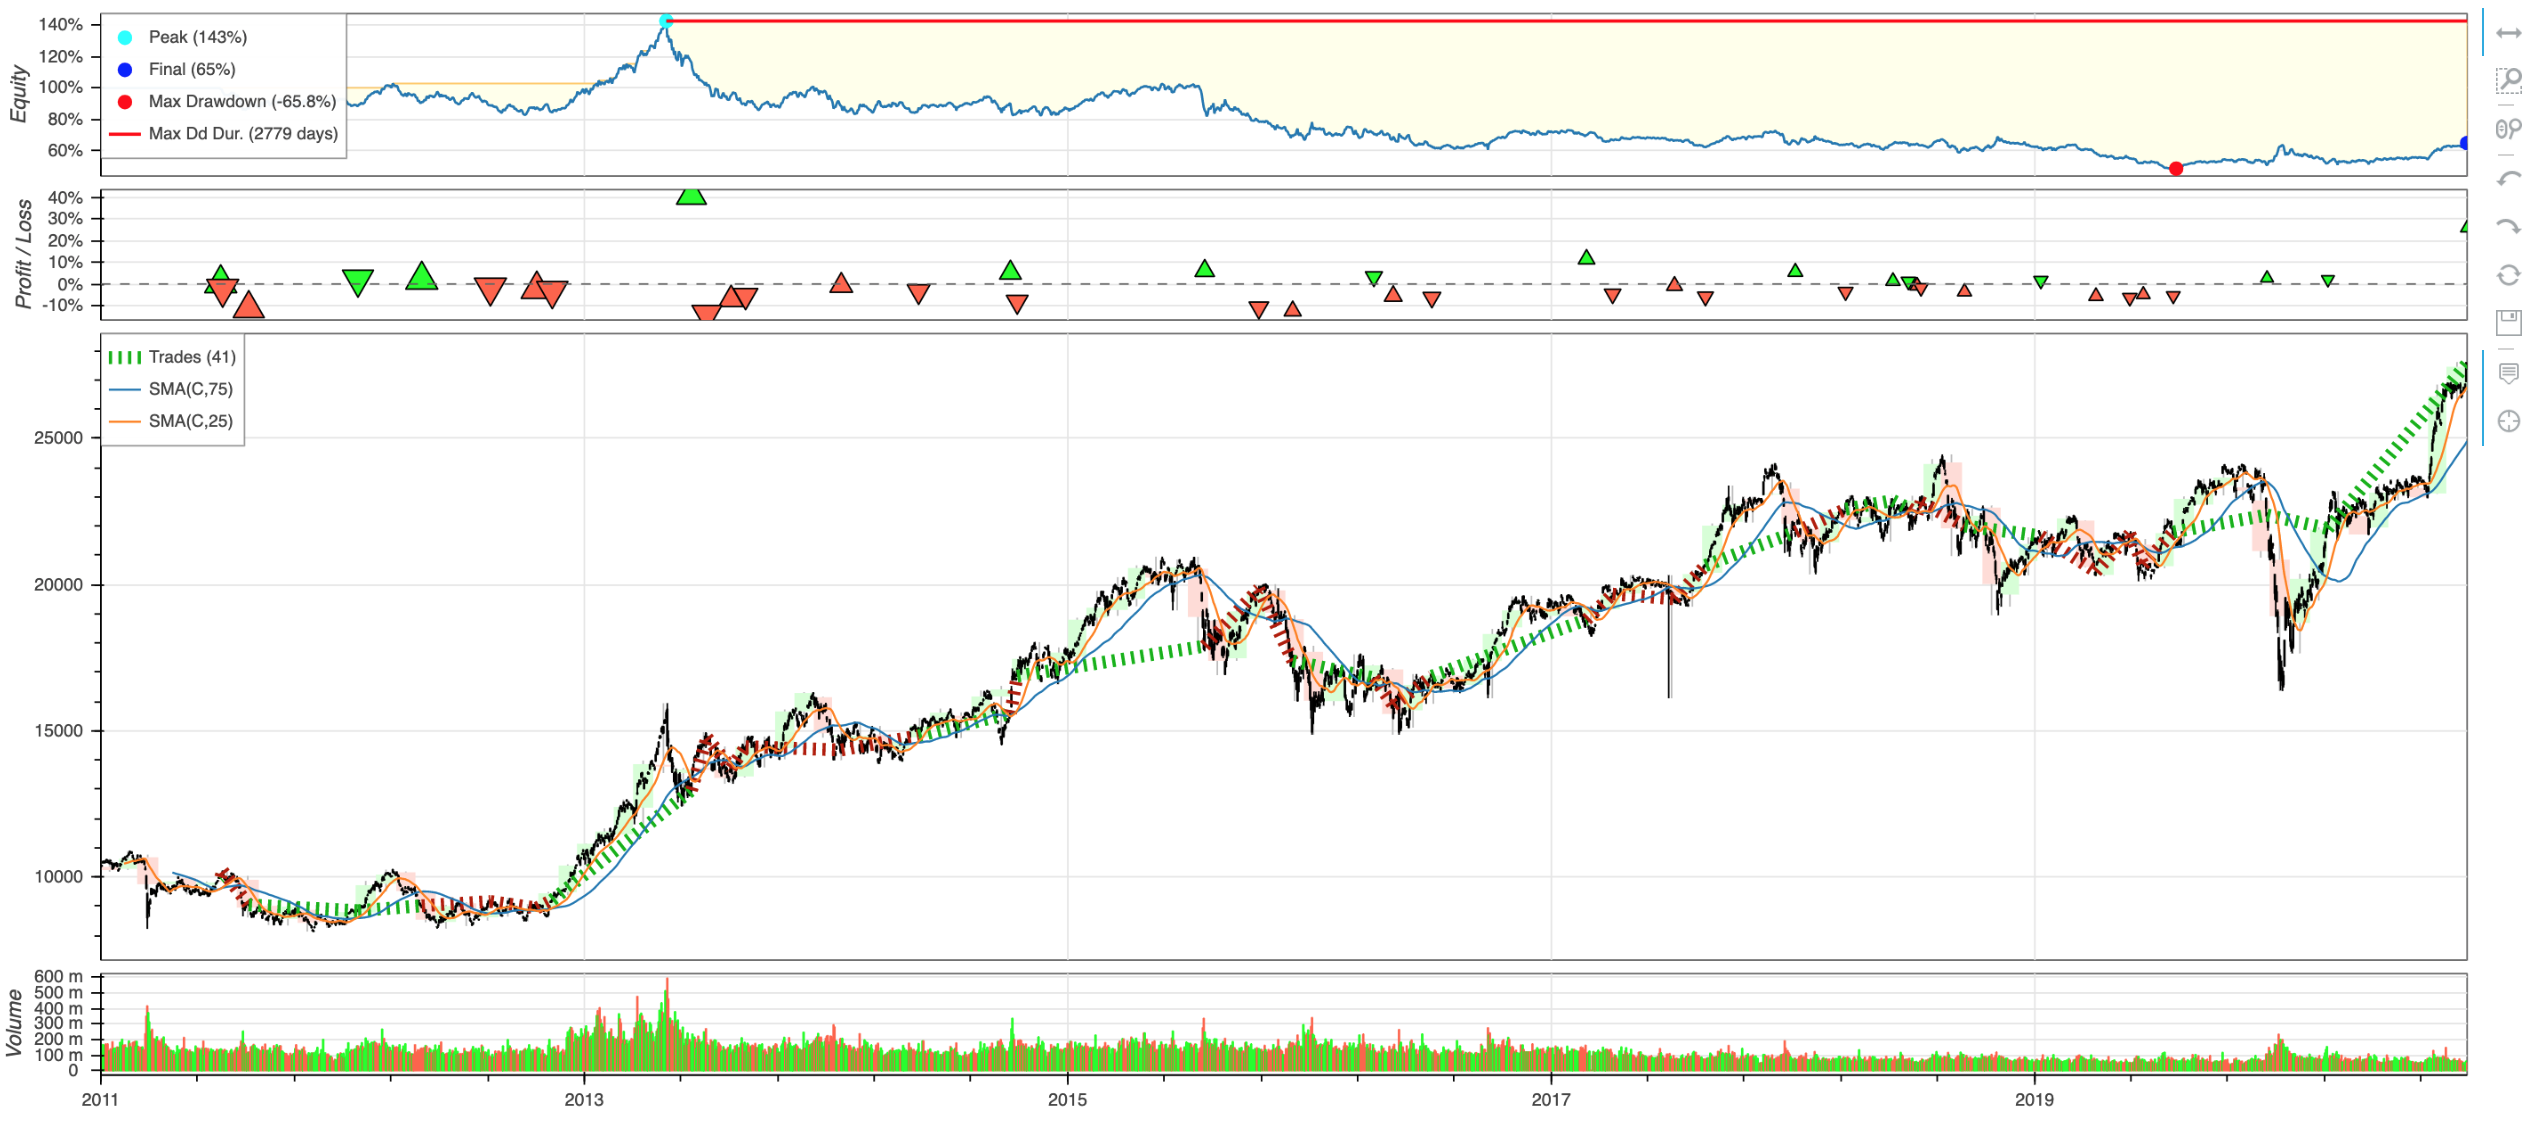 140%
120%
100%
80%
60%
Equity
Peak (143%)
Final (65%)
Max Drawdown (-65.8%)
Max Dd Dur. (2779 days)
40%
30%
20%
10%
0%
-10%
Profit / Loss
Trades (41)
SMA(C,75)
SMA(C,25)
25000
20000
15000
10000
600 m
500 m
400 m
300 m
200 m
100 m
0
Volume
2011
2013
2015
2017
2019